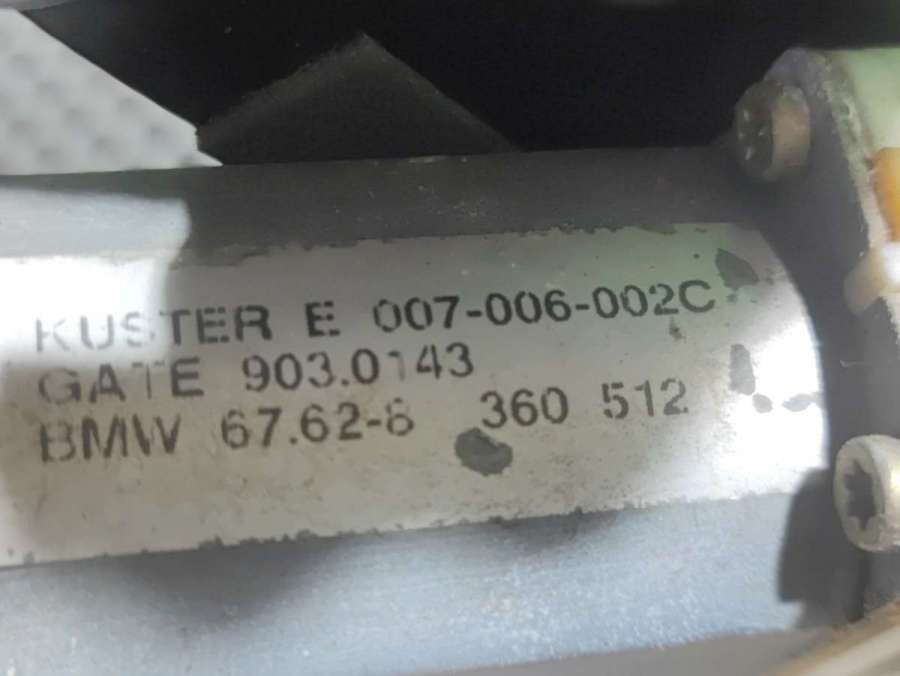 KUSTER E 007-006-002C
GATE 903.0143
BMW 67.62-8 360 512